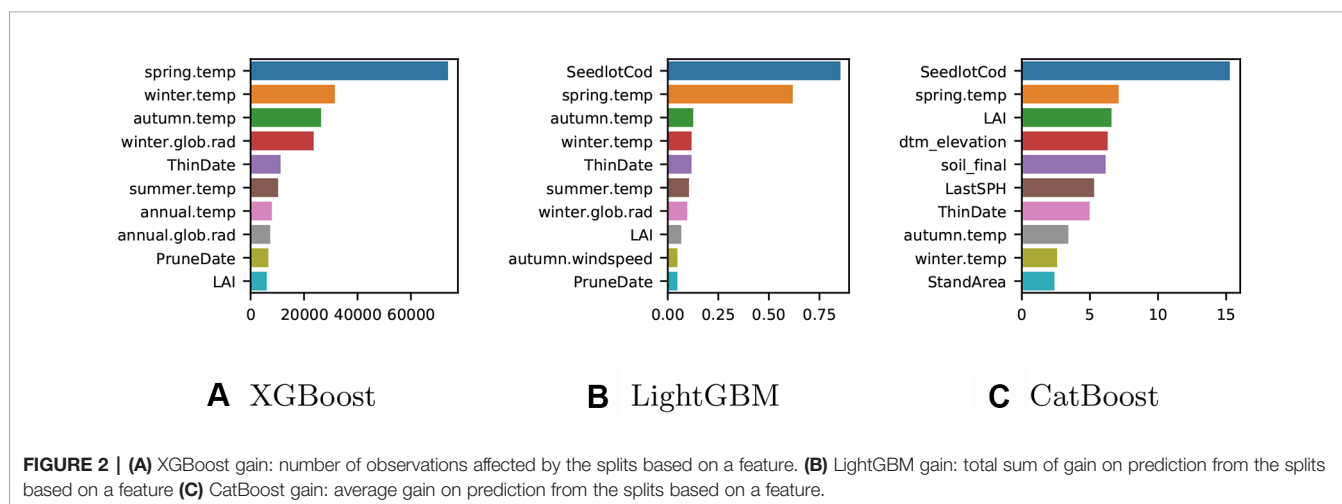 spring.temp
winter.temp
autumn.temp
winter.glob.rad
ThinDate
summer.temp
annual.temp
annual.glob.rad
PruneDate
LAI
0 20000 40000 60000
A XGBoost
SeedlotCod
spring.temp
autumn.temp
winter.temp
ThinDate
summer.temp
winter.glob.rad
LAI
autumn.windspeed
PruneDate
0.00 0.25 0.50 0.75
B LightGBM
SeedlotCod
spring.temp
LAI
dtm_elevation
soil_final
LastSPH
ThinDate
autumn.temp
winter.temp
StandArea
0 5 10 15
C CatBoost
FIGURE 2 | (A) XGBoost gain: number of observations affected by the splits based on a feature. (B) LightGBM gain: total sum of gain on prediction from the splits
based on a feature (C) CatBoost gain: average gain on prediction from the splits based on a feature.